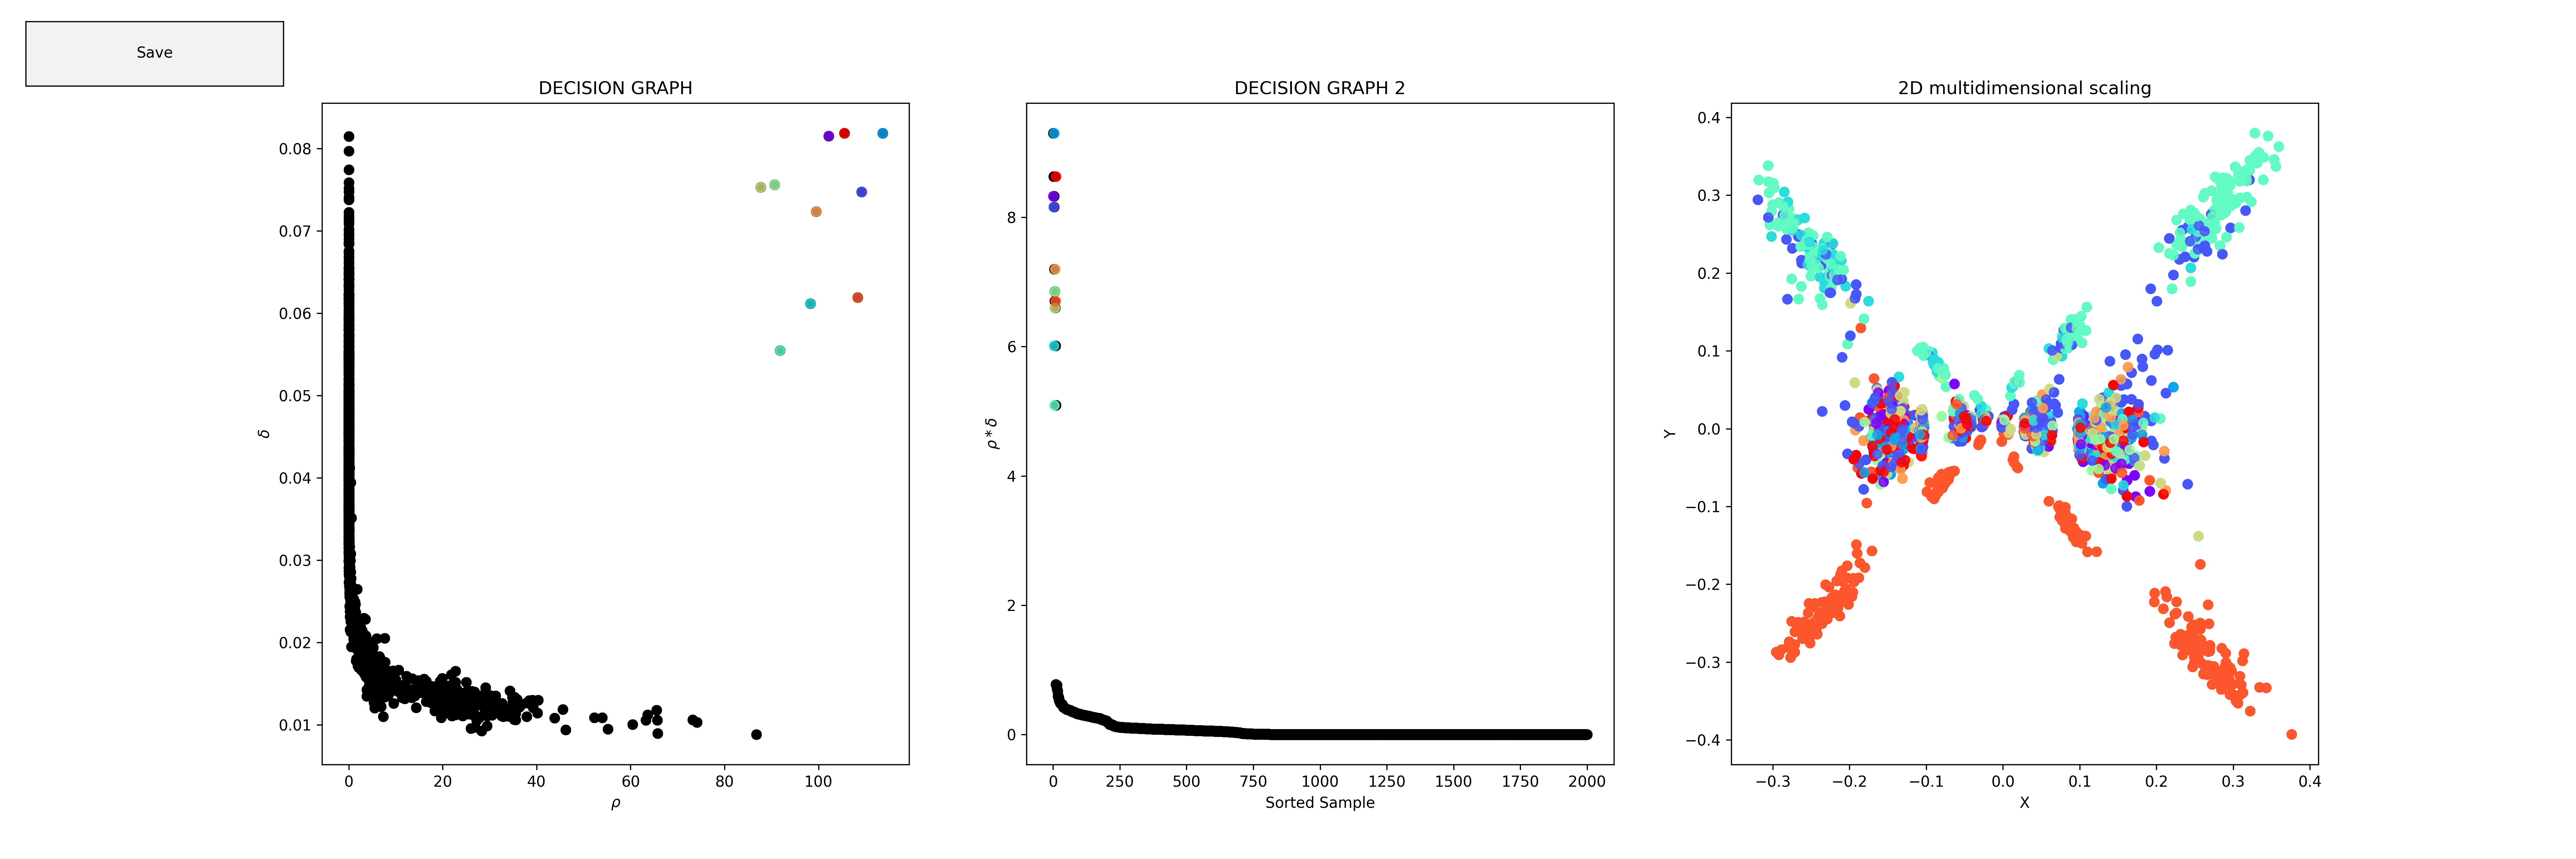 Save
DECISION GRAPH
0.08
0.07
0.06
0.05
0.04
0.03
0.02
0.01
δ
0 20 40 60 80 100
ρ
DECISION GRAPH 2
8
6
4
2
0
ρ * δ
0 250 500 750 1000 1250 1500 1750 2000
Sorted Sample
2D multidimensional scaling
0.4
0.3
0.2
0.1
0.0
−0.1
−0.2
−0.3
−0.4
Y
−0.3 −0.2 −0.1 0.0 0.1 0.2 0.3 0.4
X